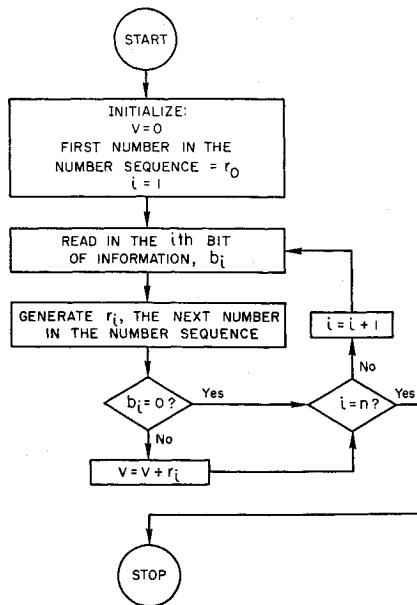 START
INITIALIZE:
V=0
FIRST NUMBER IN THE
NUMBER SEQUENCE = r0
i = 1
READ IN THE ith BIT
OF INFORMATION, bi
GENERATE ri, THE NEXT NUMBER
IN THE NUMBER SEQUENCE
i = i + 1
No
bi=0?
Yes
i=n?
Yes
No
V=V+ri
STOP